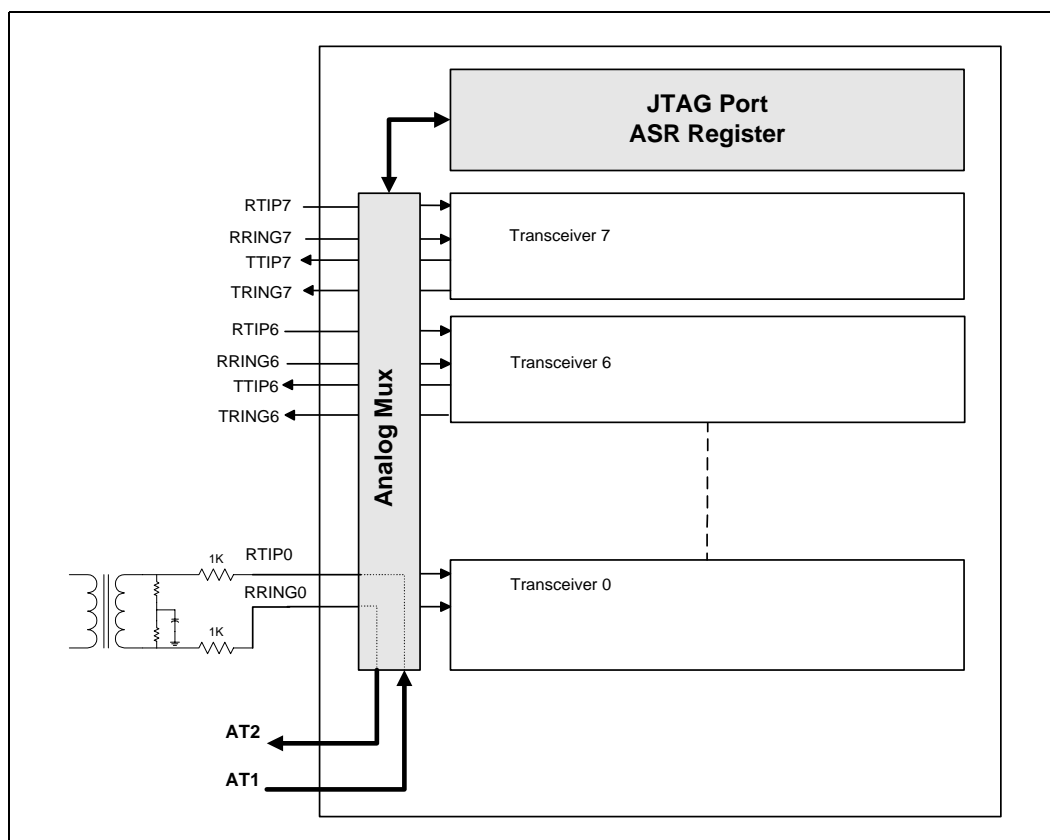 JTAG Port
ASR Register
RTIP7
RRING7
TTIP7
TRING7
Transceiver 7
RTIP6
RRING6
TTIP6
TRING6
Transceiver 6
Analog Mux
1K
RTIP0
RRING0
1K
Transceiver 0
AT2
AT1